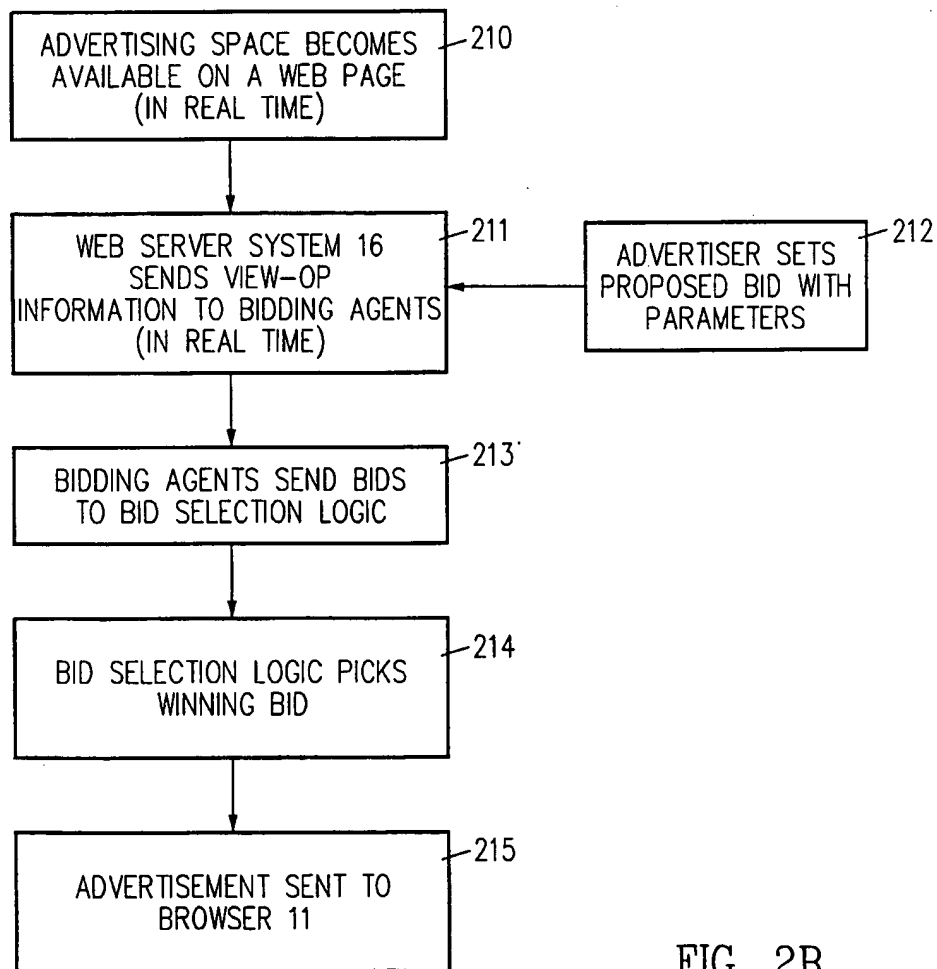 ADVERTISING SPACE BECOMES
AVAILABLE ON A WEB PAGE
(IN REAL TIME)
210
WEB SERVER SYSTEM 16
SENDS VIEW-OP
INFORMATION TO BIDDING AGENTS
(IN REAL TIME)
211
ADVERTISER SETS
PROPOSED BID WITH
PARAMETERS
212
BIDDING AGENTS SEND BIDS
TO BID SELECTION LOGIC
213
BID SELECTION LOGIC PICKS
WINNING BID
214
ADVERTISEMENT SENT TO
BROWSER 11
215
FIG. 2B